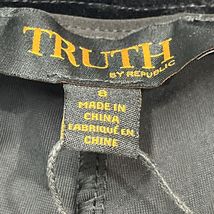 TRUTH
BY REPUBLIC
8
MADE IN
CHINA
FABRIQUÉ EN
CHINE